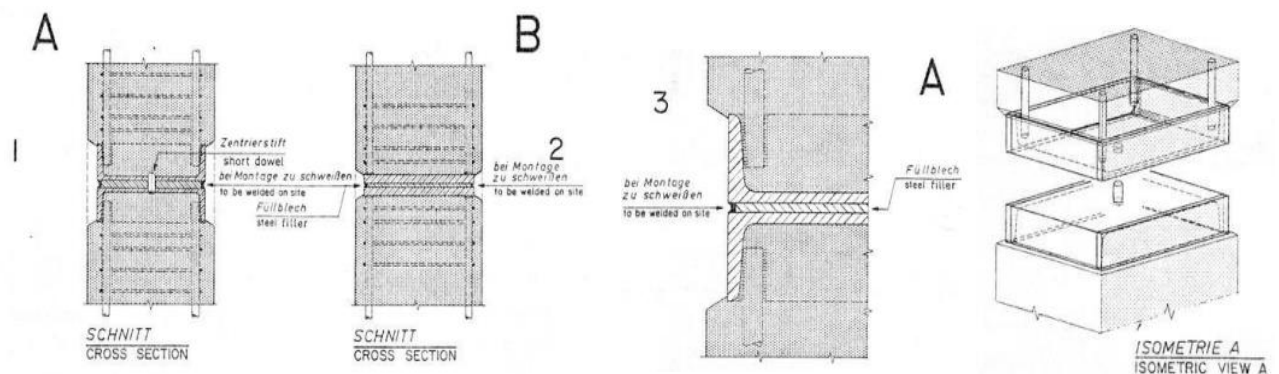 A
B
A
1
2
3
Zentrierstift
short dowel
bei Montage
zu schweißen
to be welded on site
Füllblech
steel filler
bei Montage
zu schweißen
to be welded on site
SCHNITT
CROSS SECTION
SCHNITT
CROSS SECTION
bei Montage
zu schweißen
to be welded on site
Füllblech
steel filler
ISOMETRIE A
ISOMETRIC VIEW A